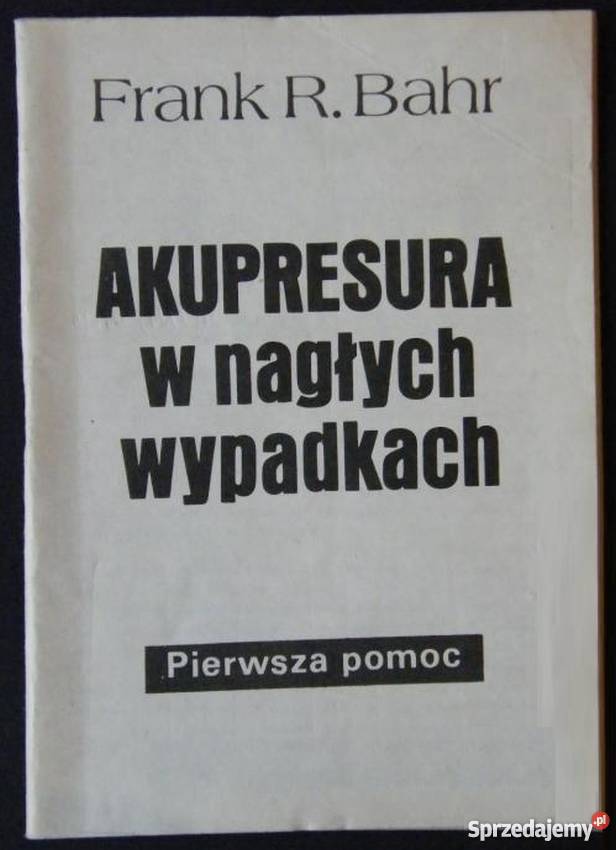 Frank R. Bahr
AKUPRESURA
w nagłych
wypadkach
Pierwsza pomoc
Sprzedajemy.pl